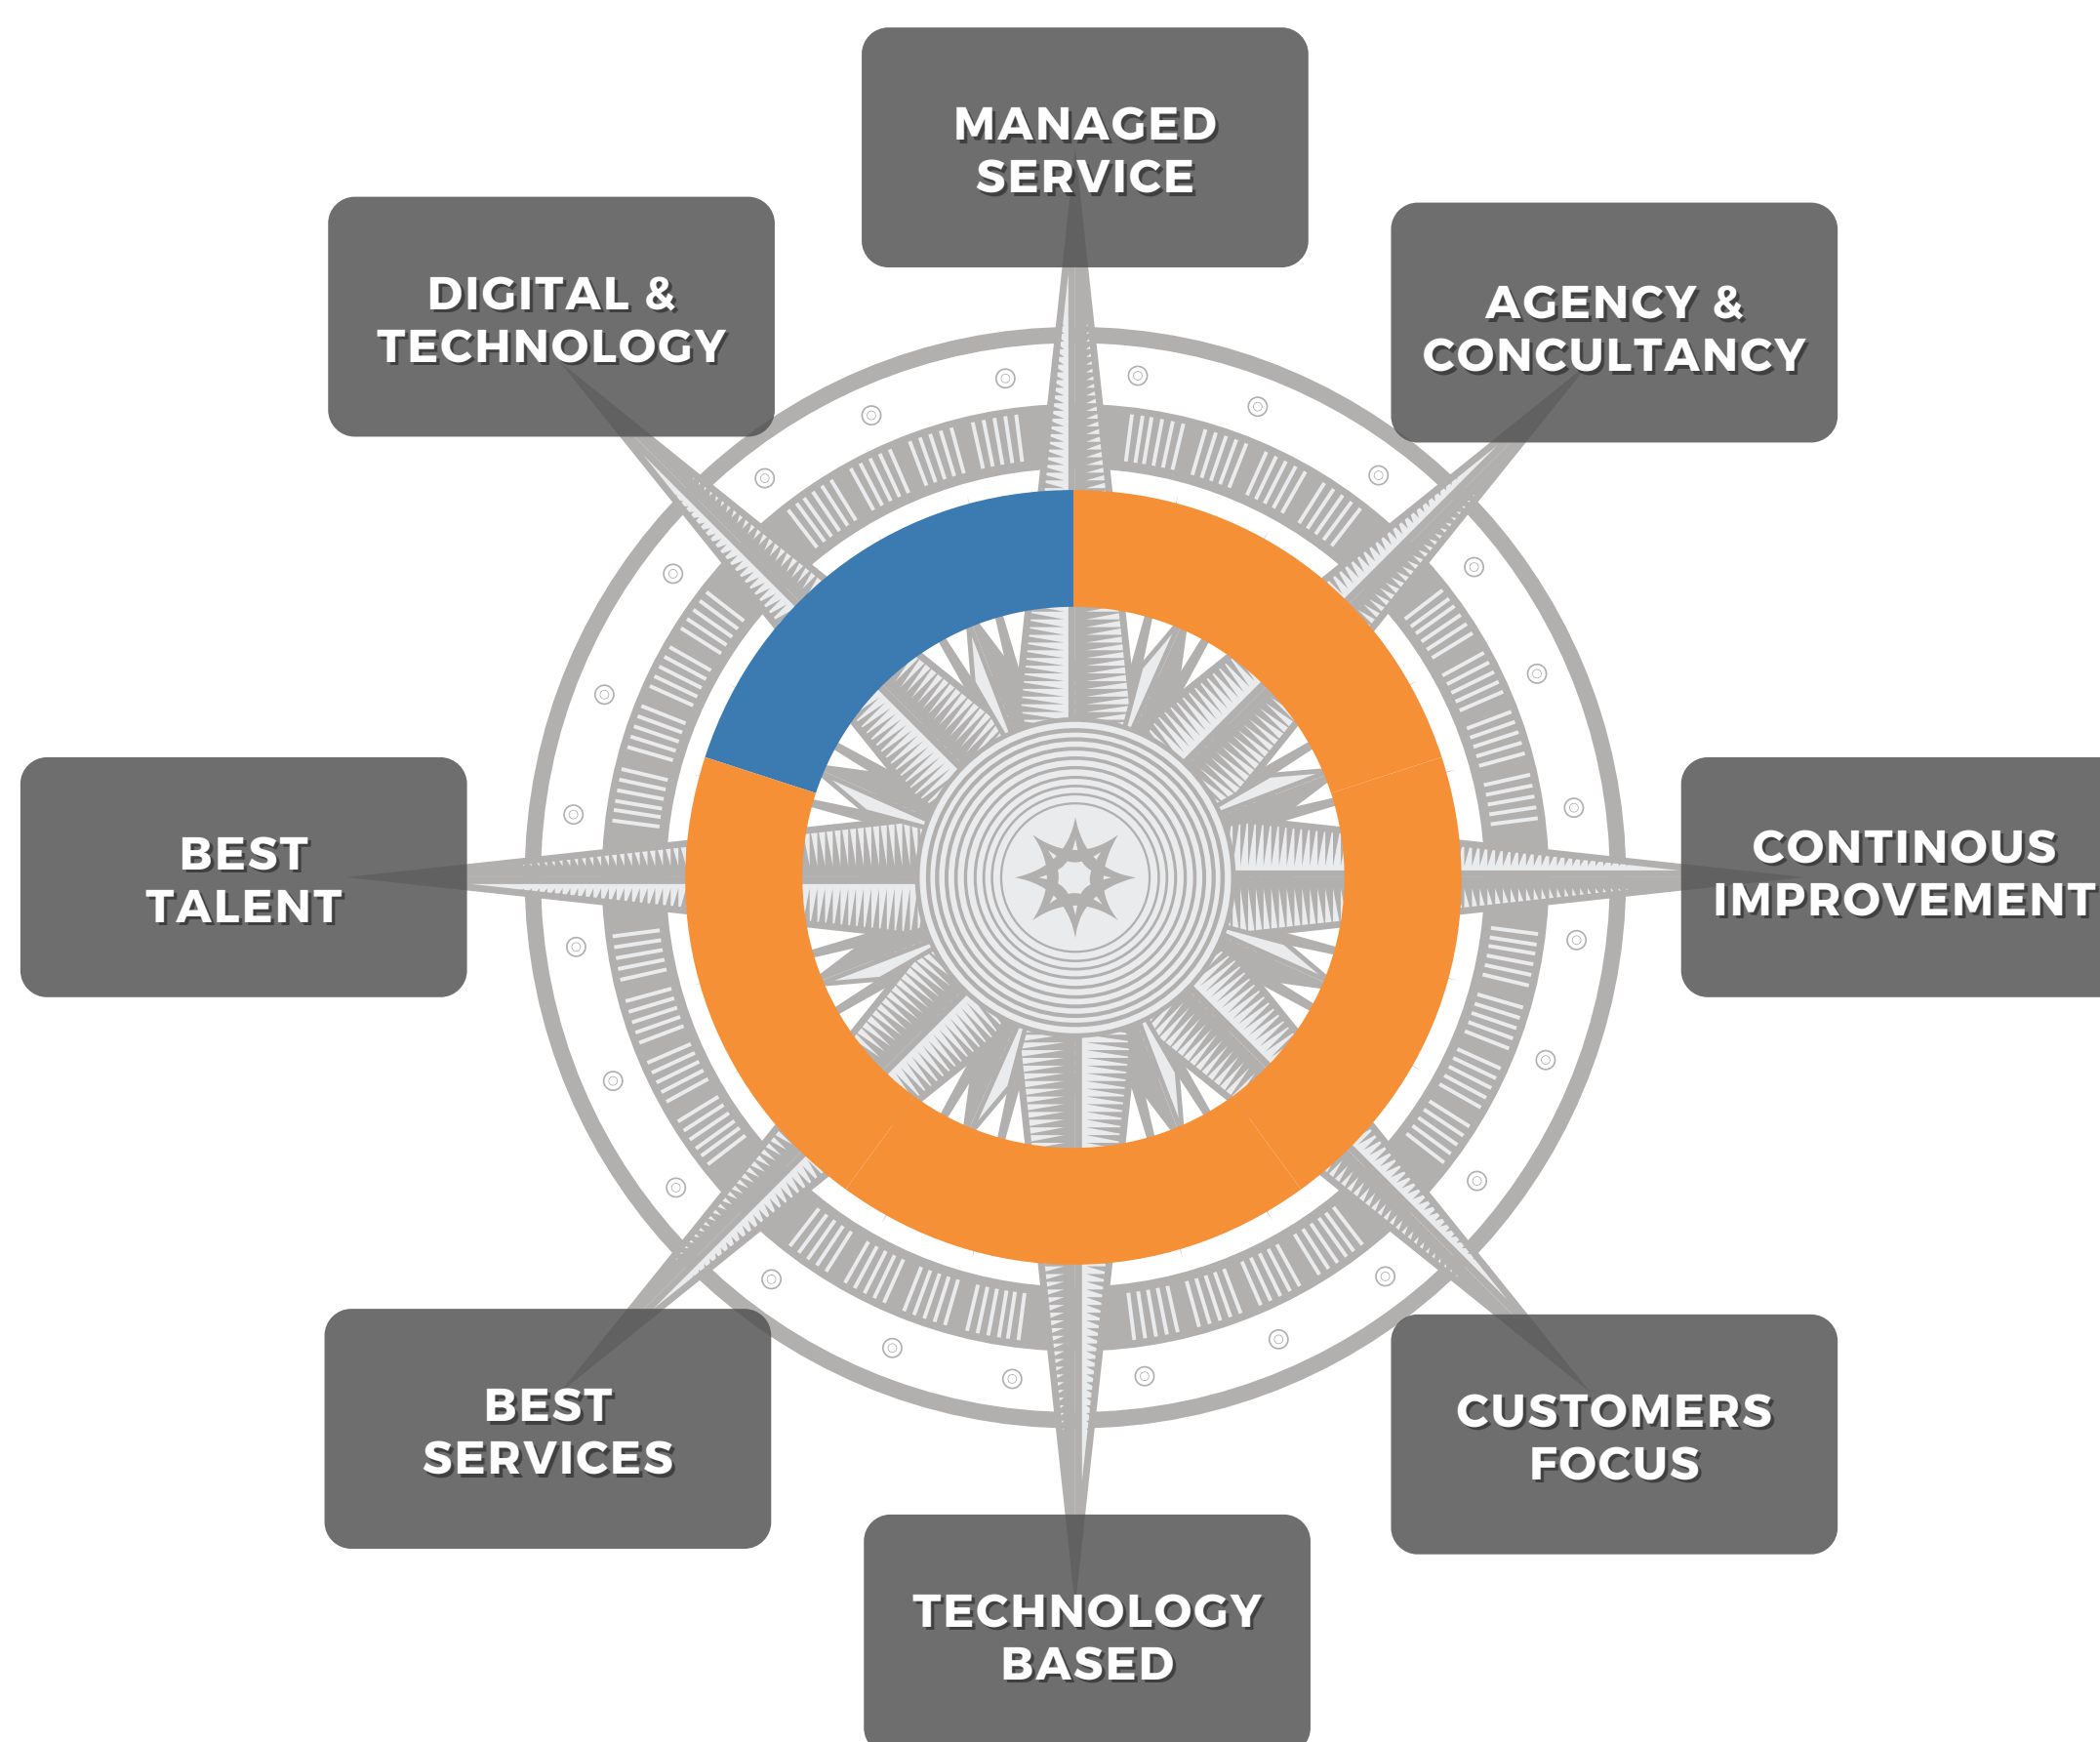 MANAGED
SERVICE
DIGITAL &
TECHNOLOGY
AGENCY &
CONCULTANCY
BEST
TALENT
CONTINOUS
IMPROVEMENT
BEST
SERVICES
CUSTOMERS
FOCUS
TECHNOLOGY
BASED